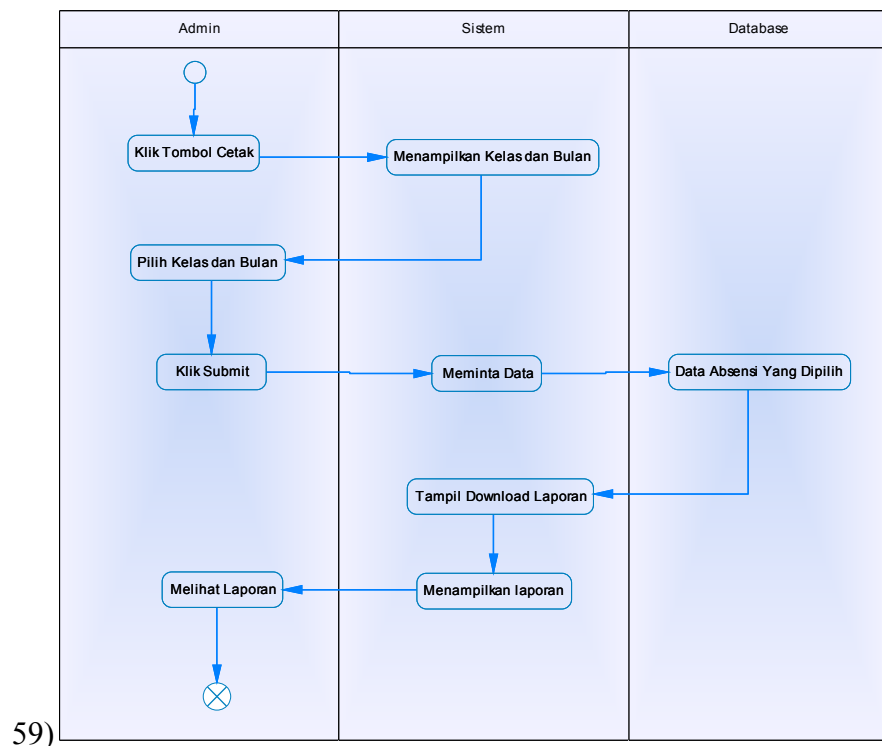 Admin
Sistem
Database
Klik Tombol Cetak
Menampilkan Kelas dan Bulan
Pilih Kelas dan Bulan
Klik Submit
Meminta Data
Data Absensi Yang Dipilih
Tampil Download Laporan
Melihat Laporan
Menampilkan laporan
59)